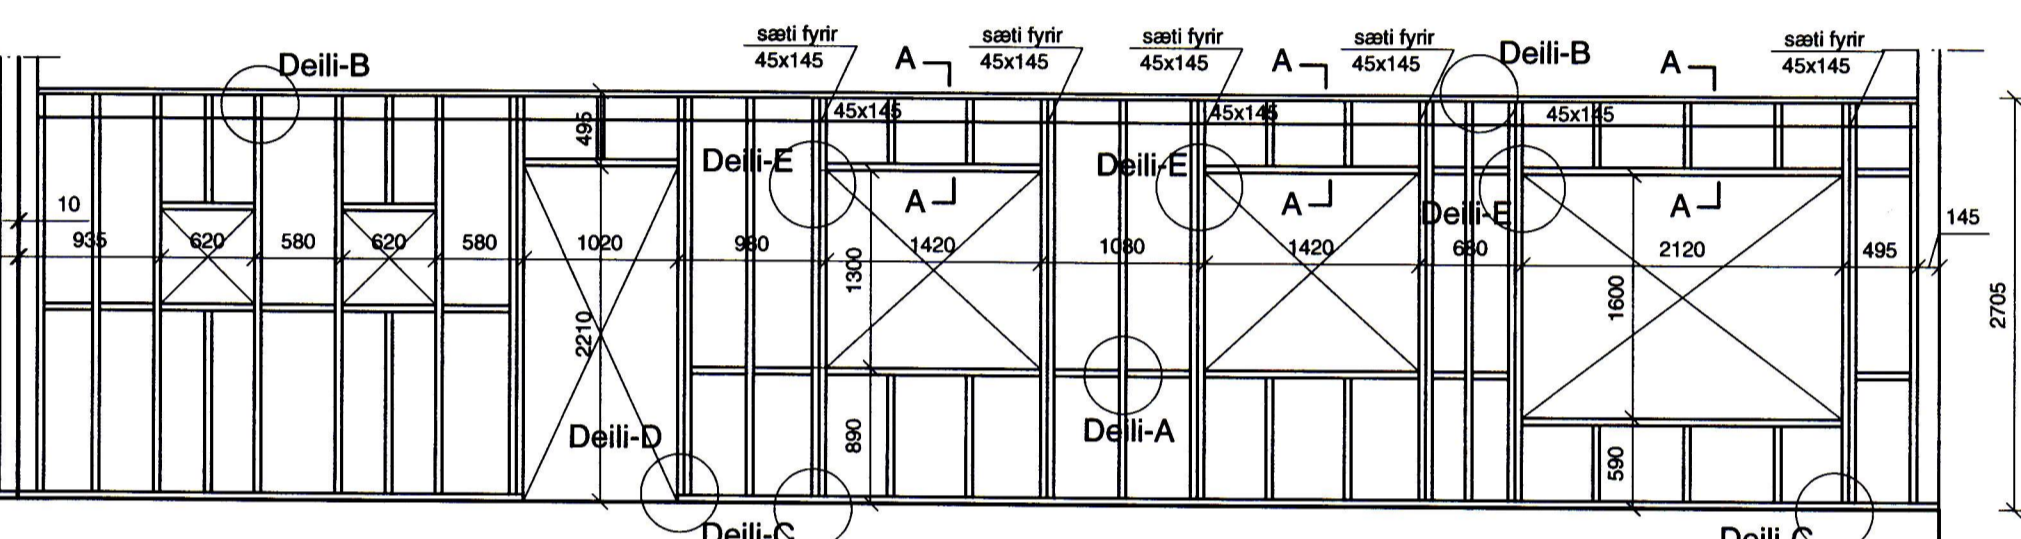 sæti fyrir
45x145
sæti fyrir
45x145
sæti fyrir
45x145
sæti fyrir
45x145
sæti fyrir
45x145
Deili-B
A
A
Deili-B
A
45x145
45x145
45x145
495
Deili-E
Deili-E
A
A
Deili-E
A
10
935
620
580
620
580
1020
980
1420
1080
1420
680
2120
495
145
1300
1600
2705
2210
890
590
Deili-D
Deili-A
Deili-C
Deili-C